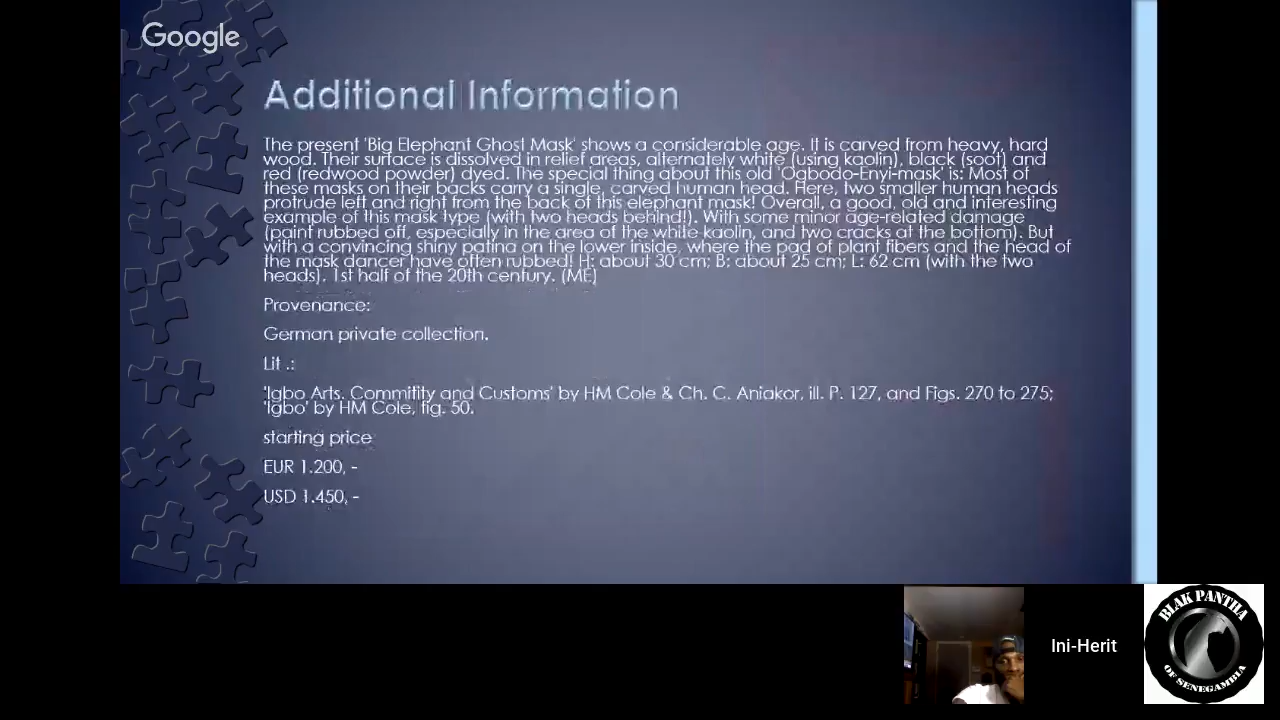 Google
Additional Information
The present 'Big Elephant Ghost Mask' shows a considerable age. It is carved from heavy, hard
wood. Their surface is dissolved in relief areas, alternately white (using kaolin), black (soot) and
red (redwood powder) dyed. The special thing about this old 'Ogbodo-Enyi-mask' is: Most of
these masks on their backs carry a single, carved human head. Here, two smaller human heads
protrude left and right from the back of this elephant mask! Overall, a good, old and interesting
example of this mask type (with two heads behind!). With some minor age-related damage
(paint rubbed off, especially in the area of the white kaolin, and two cracks at the bottom). But
with a convincing shiny patina on the lower inside, where the pad of plant fibers and the head of
the mask dancer have often rubbed! H: about 30 cm; B: about 25 cm; L: 62 cm (with the two
heads). 1st half of the 20th century. (ME)
Provenance:
German private collection.
Lit .:
'Igbo Arts. Commitity and Customs' by HM Cole & Ch. C. Aniakor, ill. P. 127, and Figs. 270 to 275;
'Igbo' by HM Cole, fig. 50.
starting price
EUR 1.200, -
USD 1.450, -
Ini-Herit
BLAK PANTHA
OF SENEGAMBIA